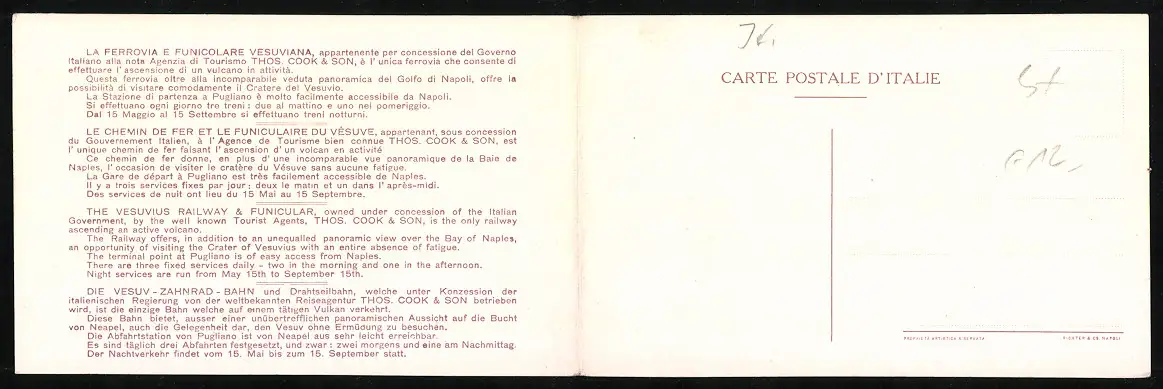 LA FERROVIA E FUNICOLARE VESUVIANA, appartenente per concessione del Governo
Italiano alla nota Agenzia di Tourismo THOS. COOK & SON, è l' unica ferrovia che consente di
effettuare l' ascensione di un vulcano in attività.
Questa ferrovia oltre alla incomparabile veduta panoramica del Golfo di Napoli, offre la
possibilità di visitare comodamente il Cratere del Vesuvio.
La Stazione di partenza a Pugliano è molto facilmente accessibile da Napoli.
Si effettuano ogni giorno tre treni: due al mattino e uno nel pomeriggio.
Dal 15 Maggio al 15 Settembre si effettuano treni notturni.
LE CHEMIN DE FER ET LE FUNICULAIRE DU VÉSUVE, appartenant, sous concession
du Gouvernement Italien, à l' Agence de Tourisme bien connue THOS. COOK & SON, est
l' unique chemin de fer faisant l' ascension d' un volcan en activité
Ce chemin de fer donne, en plus d' une incomparable vue panoramique de la Baie de
Naples, l' occasion de visiter le cratère du Vésuve sans aucune fatigue.
La Gare de départ à Pugliano est très facilement accessible de Naples.
Il y a trois services fixes par jour: deux le matin et un dans l' après-midi.
Des services de nuit ont lieu du 15 Mai au 15 Septembre.
THE VESUVIUS RAILWAY & FUNICULAR, owned under concession of the Italian
Government, by the well known Tourist Agents, THOS. COOK & SON, is the only railway
ascending an active volcano.
The Railway offers, in addition to an unequalled panoramic view over the Bay of Naples,
an opportunity of visiting the Crater of Vesuvius with an entire absence of fatigue.
The terminal point at Pugliano is of easy access from Naples.
There are three fixed services daily - two in the morning and one in the afternoon.
Night services are run from May 15th to September 15th.
DIE VESUV - ZAHNRAD - BAHN und Drahtseilbahn, welche unter Konzession der
italienischen Regierung von der weltbekannten Reiseagentur THOS. COOK & SON betrieben
wird, ist die einzige Bahn welche auf einem tätigen Vulkan verkehrt.
Diese Bahn bietet, ausser einer unübertrefflichen panoramischen Aussicht auf die Bucht
von Neapel, auch die Gelegenheit dar, den Vesuv ohne Ermüdung zu besuchen.
Die Abfahrtstation von Pugliano ist von Neapel aus sehr leicht erreichbar.
Es sind täglich drei Abfahrten festgesetzt, und zwar: zwei morgens und eine am Nachmittag.
Der Nachtverkehr findet vom 15. Mai bis zum 15. September statt.
CARTE POSTALE D'ITALIE
PROPRIETÀ ARTISTICA RISERVATA
RICHTER & CO. NAPOLI